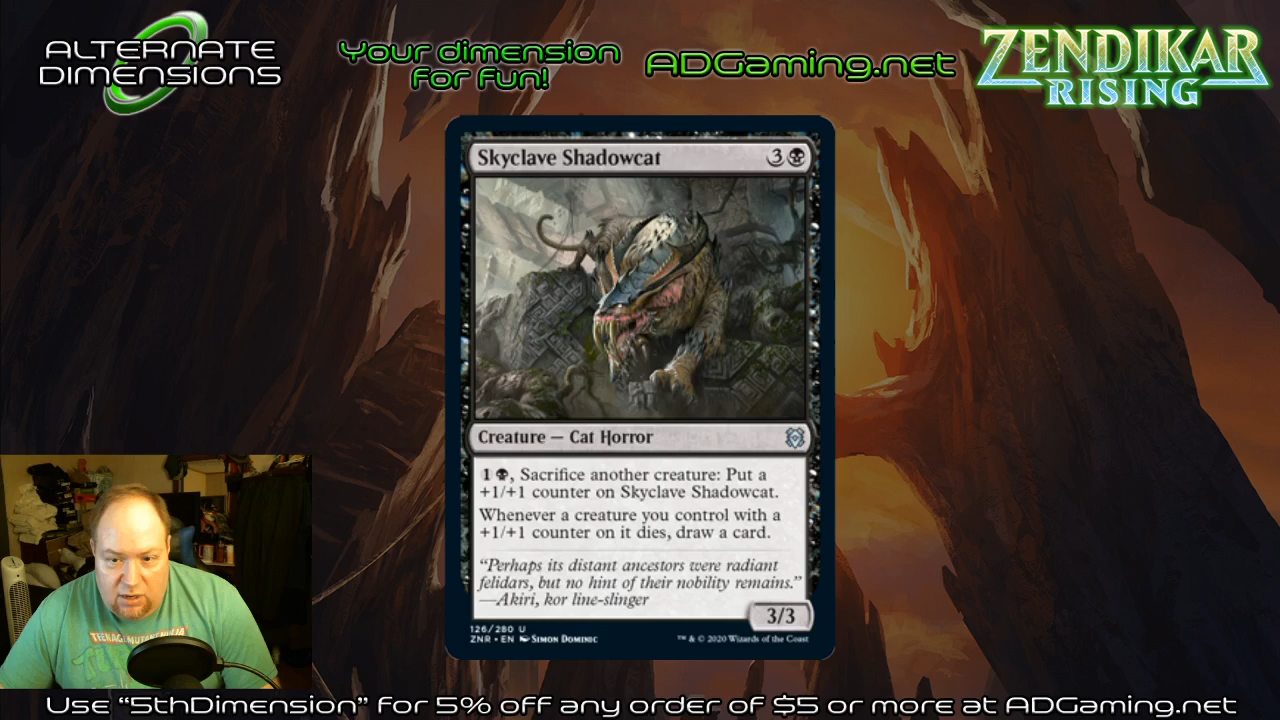 ALTERNATE
DIMENSIONS
Your dimension
for fun!
ADGaming.net
ZENDIKAR
RISING
Skyclave Shadowcat 3
Creature — Cat Horror
1, Sacrifice another creature: Put a
+1/+1 counter on Skyclave Shadowcat.
Whenever a creature you control with a
+1/+1 counter on it dies, draw a card.
“Perhaps its distant ancestors were radiant
felidars, but no hint of their nobility remains.”
—Akiri, kor line-slinger
3/3
126/280 U
ZNR • EN Simon Dominic
™ & © 2020 Wizards of the Coast
TEENAGE MUTANT NINJA
Use “5thDimension” for 5% off any order of $5 or more at ADGaming.net